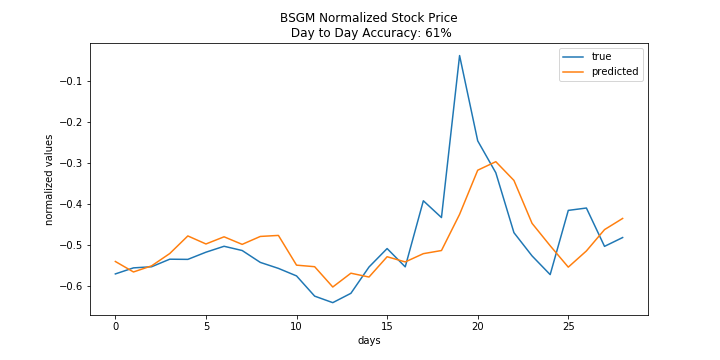 BSGM Normalized Stock Price
Day to Day Accuracy: 61%
true
predicted
normalized values
−0.1
−0.2
−0.3
−0.4
−0.5
−0.6
0
5
10
15
20
25
days